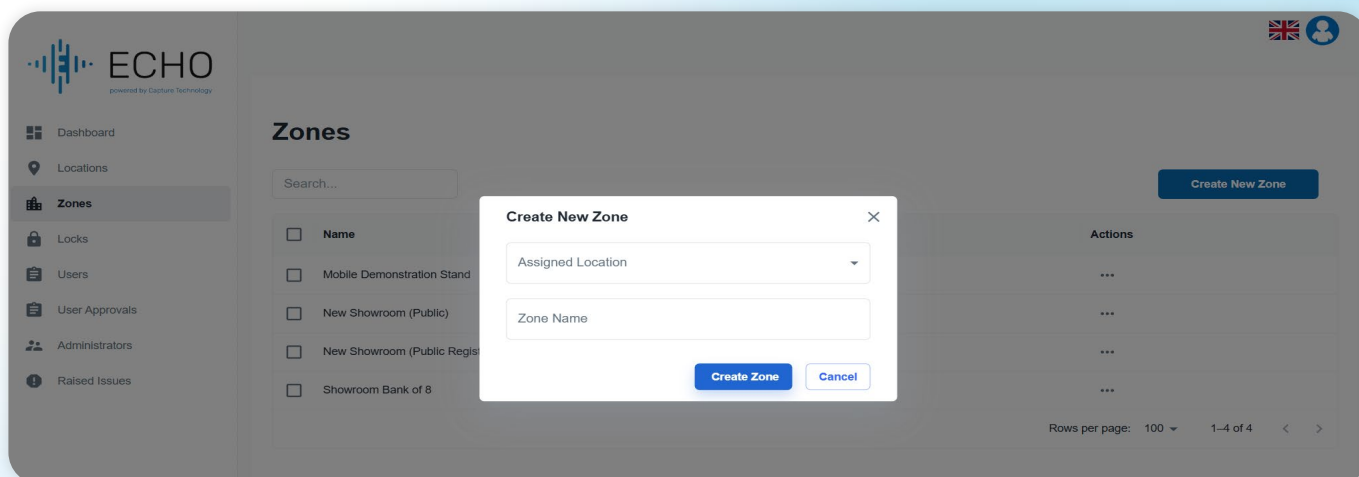 ECHO
powered by Capture Technology
Dashboard
Locations
Zones
Locks
Users
User Approvals
Administrators
Raised Issues
Zones
Search...
Create New Zone
Name
Actions
Mobile Demonstration Stand
New Showroom (Public)
New Showroom (Public Regist
Showroom Bank of 8
Rows per page: 100
1–4 of 4
Create New Zone
Assigned Location
Zone Name
Create Zone
Cancel